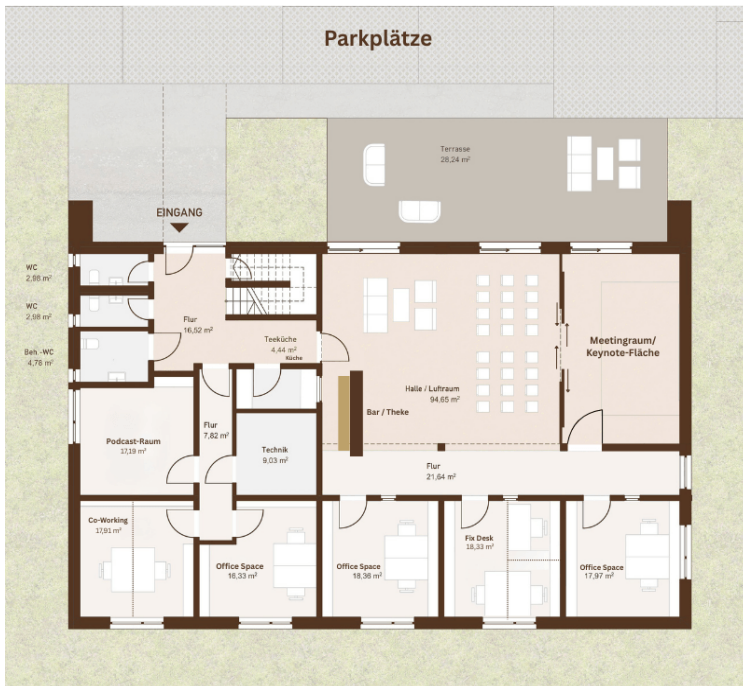 Parkplätze
Terrasse
28,24 m²
EINGANG
WC
2,98 m²
WC
2,98 m²
Flur
16,52 m²
Beh.-WC
4,76 m²
Teeküche
4,44 m²
Küche
Meetingraum/
Keynote-Fläche
Halle / Luftraum
94,65 m²
Bar / Theke
Podcast-Raum
17,19 m²
Flur
7,82 m²
Technik
9,03 m²
Flur
21,64 m²
Co-Working
17,91 m²
Office Space
16,33 m²
Office Space
18,36 m²
Fix Desk
18,33 m²
Office Space
17,97 m²